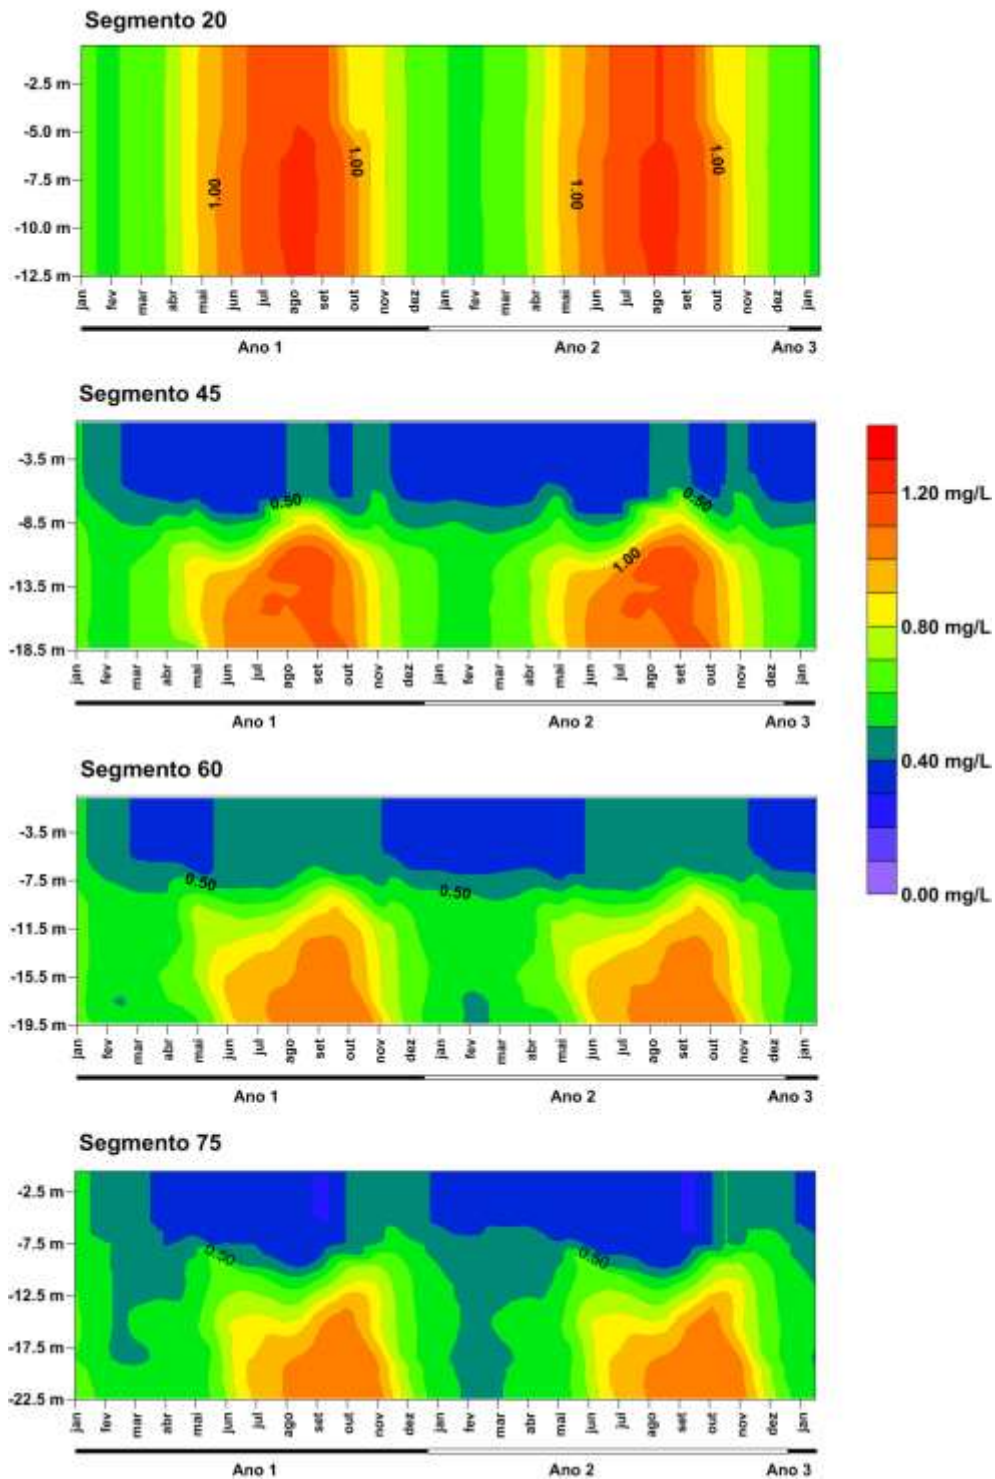 Segmento 20
-2.5 m
-5.0 m
-7.5 m
-10.0 m
-12.5 m
1.00
1.00
1.00
1.00
jan fev mar abr mai jun jul ago set out nov dez jan fev mar abr mai jun jul ago set out nov dez jan
Ano 1 Ano 2 Ano 3
Segmento 45
-3.5 m
-8.5 m
-13.5 m
-18.5 m
0.50
0.50
1.00
jan fev mar abr mai jun jul ago set out nov dez jan fev mar abr mai jun jul ago set out nov dez jan
Ano 1 Ano 2 Ano 3
1.20 mg/L
0.80 mg/L
0.40 mg/L
0.00 mg/L
Segmento 60
-3.5 m
-7.5 m
-11.5 m
-15.5 m
-19.5 m
0.50
0.50
jan fev mar abr mai jun jul ago set out nov dez jan fev mar abr mai jun jul ago set out nov dez jan
Ano 1 Ano 2 Ano 3
Segmento 75
-2.5 m
-7.5 m
-12.5 m
-17.5 m
-22.5 m
0.50
0.50
jan fev mar abr mai jun jul ago set out nov dez jan fev mar abr mai jun jul ago set out nov dez jan
Ano 1 Ano 2 Ano 3